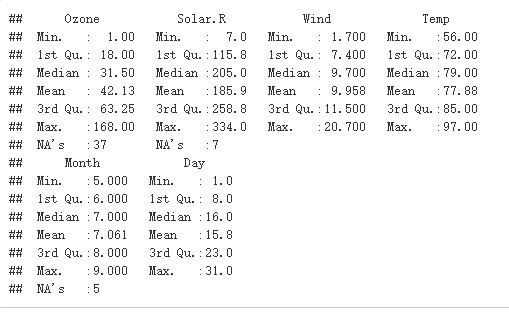 ##      Ozone           Solar.R           Wind             Temp
##  Min.   :  1.00   Min.   :  7.0   Min.   : 1.700   Min.   :56.00
##  1st Qu.: 18.00   1st Qu.:115.8   1st Qu.: 7.400   1st Qu.:72.00
##  Median : 31.50   Median :205.0   Median : 9.700   Median :79.00
##  Mean   : 42.13   Mean   :185.9   Mean   : 9.958   Mean   :77.88
##  3rd Qu.: 63.25   3rd Qu.:258.8   3rd Qu.:11.500   3rd Qu.:85.00
##  Max.   :168.00   Max.   :334.0   Max.   :20.700   Max.   :97.00
##  NA's   :37       NA's   :7
##      Month            Day
##  Min.   :5.000   Min.   : 1.0
##  1st Qu.:6.000   1st Qu.: 8.0
##  Median :7.000   Median :16.0
##  Mean   :7.061   Mean   :15.8
##  3rd Qu.:8.000   3rd Qu.:23.0
##  Max.   :9.000   Max.   :31.0
##  NA's   :5